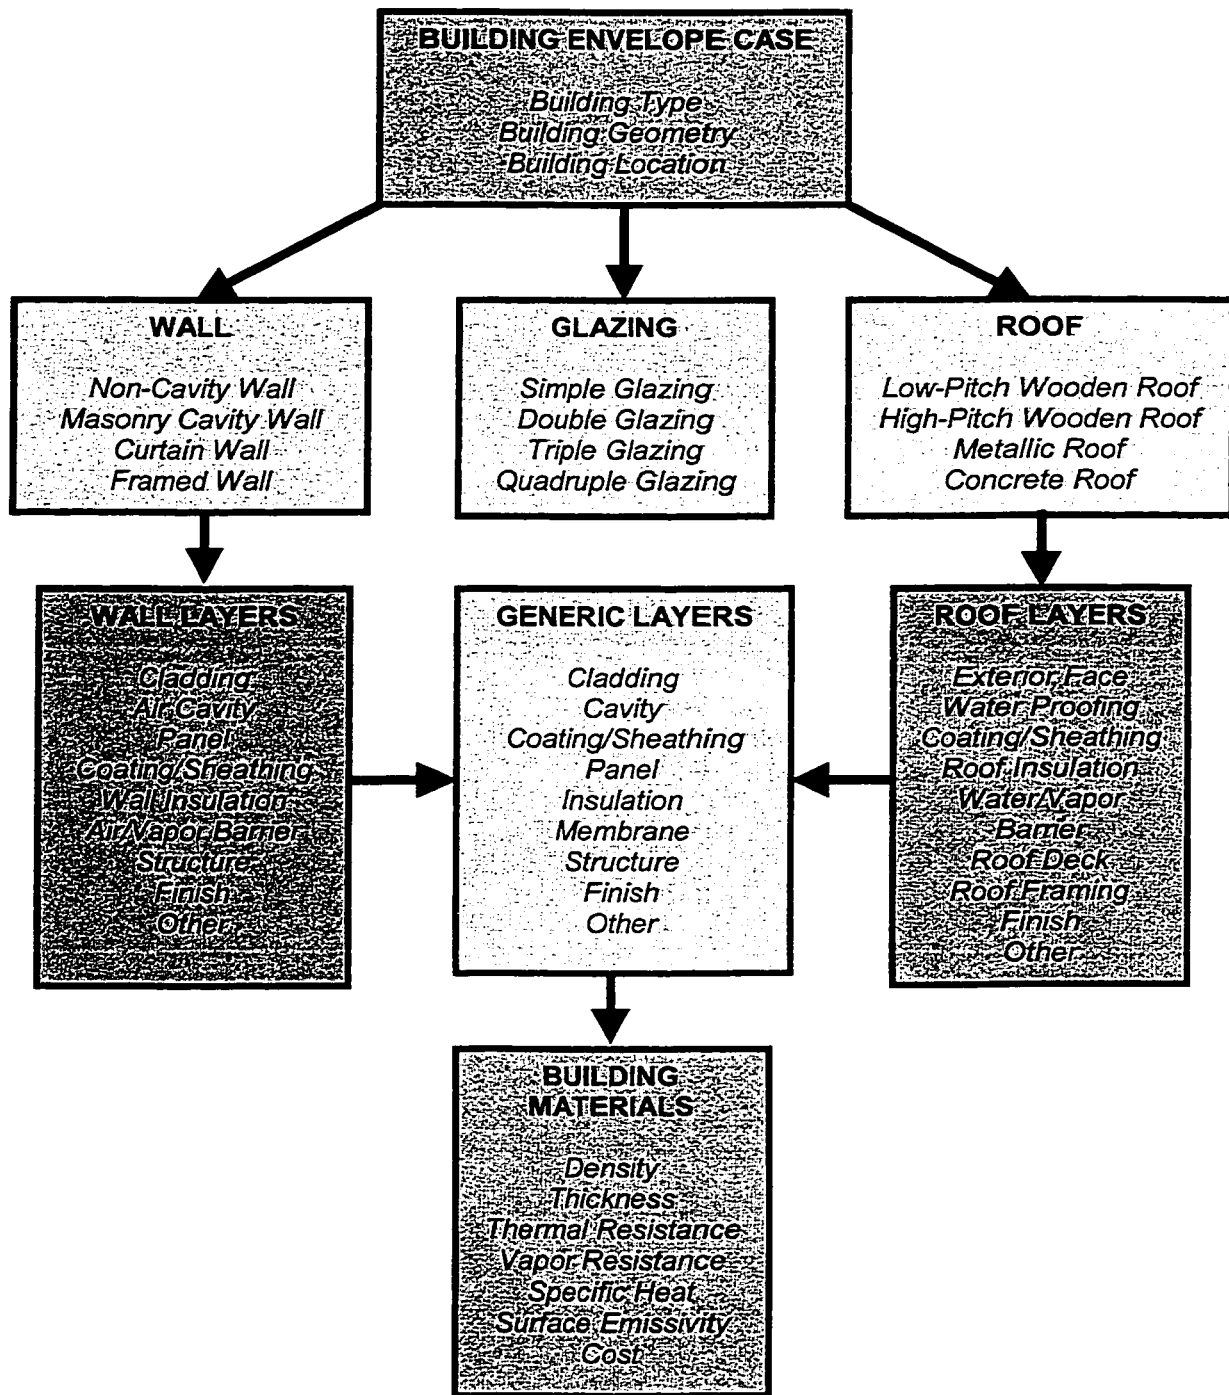 BUILDING ENVELOPE CASE
Building Type
Building Geometry
Building Location
WALL
Non-Cavity Wall
Masonry Cavity Wall
Curtain Wall
Framed Wall
GLAZING
Simple Glazing
Double Glazing
Triple Glazing
Quadruple Glazing
ROOF
Low-Pitch Wooden Roof
High-Pitch Wooden Roof
Metallic Roof
Concrete Roof
WALL LAYERS
Cladding
Air Cavity
Panel
Coating/Sheathing
Wall Insulation
Air/Vapor Barrier
Structure
Finish
Other
GENERIC LAYERS
Cladding
Cavity
Coating/Sheathing
Panel
Insulation
Membrane
Structure
Finish
Other
ROOF LAYERS
Exterior Face
Water Proofing
Coating/Sheathing
Roof Insulation
Water/Vapor
Barrier
Roof Deck
Roof Framing
Finish
Other
BUILDING
MATERIALS
Density
Thickness
Thermal Resistance
Vapor Resistance
Specific Heat
Surface Emissivity
Cost